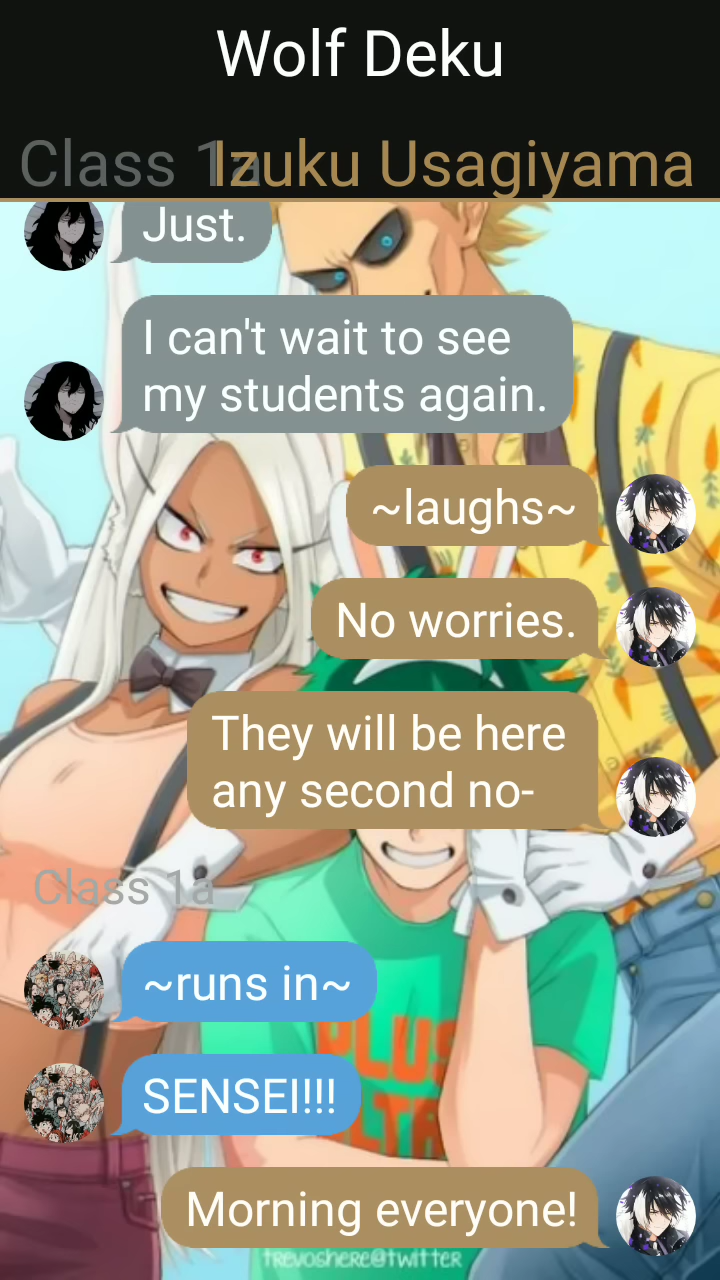 Wolf Deku
Class 1a Izuku Usagiyama
Just.
I can't wait to see
my students again.
~laughs~
No worries.
They will be here
any second no-
Class 1a
~runs in~
SENSEI!!!
PLUS
ULTRA
Morning everyone!
TREVOSHERE@TWITTER